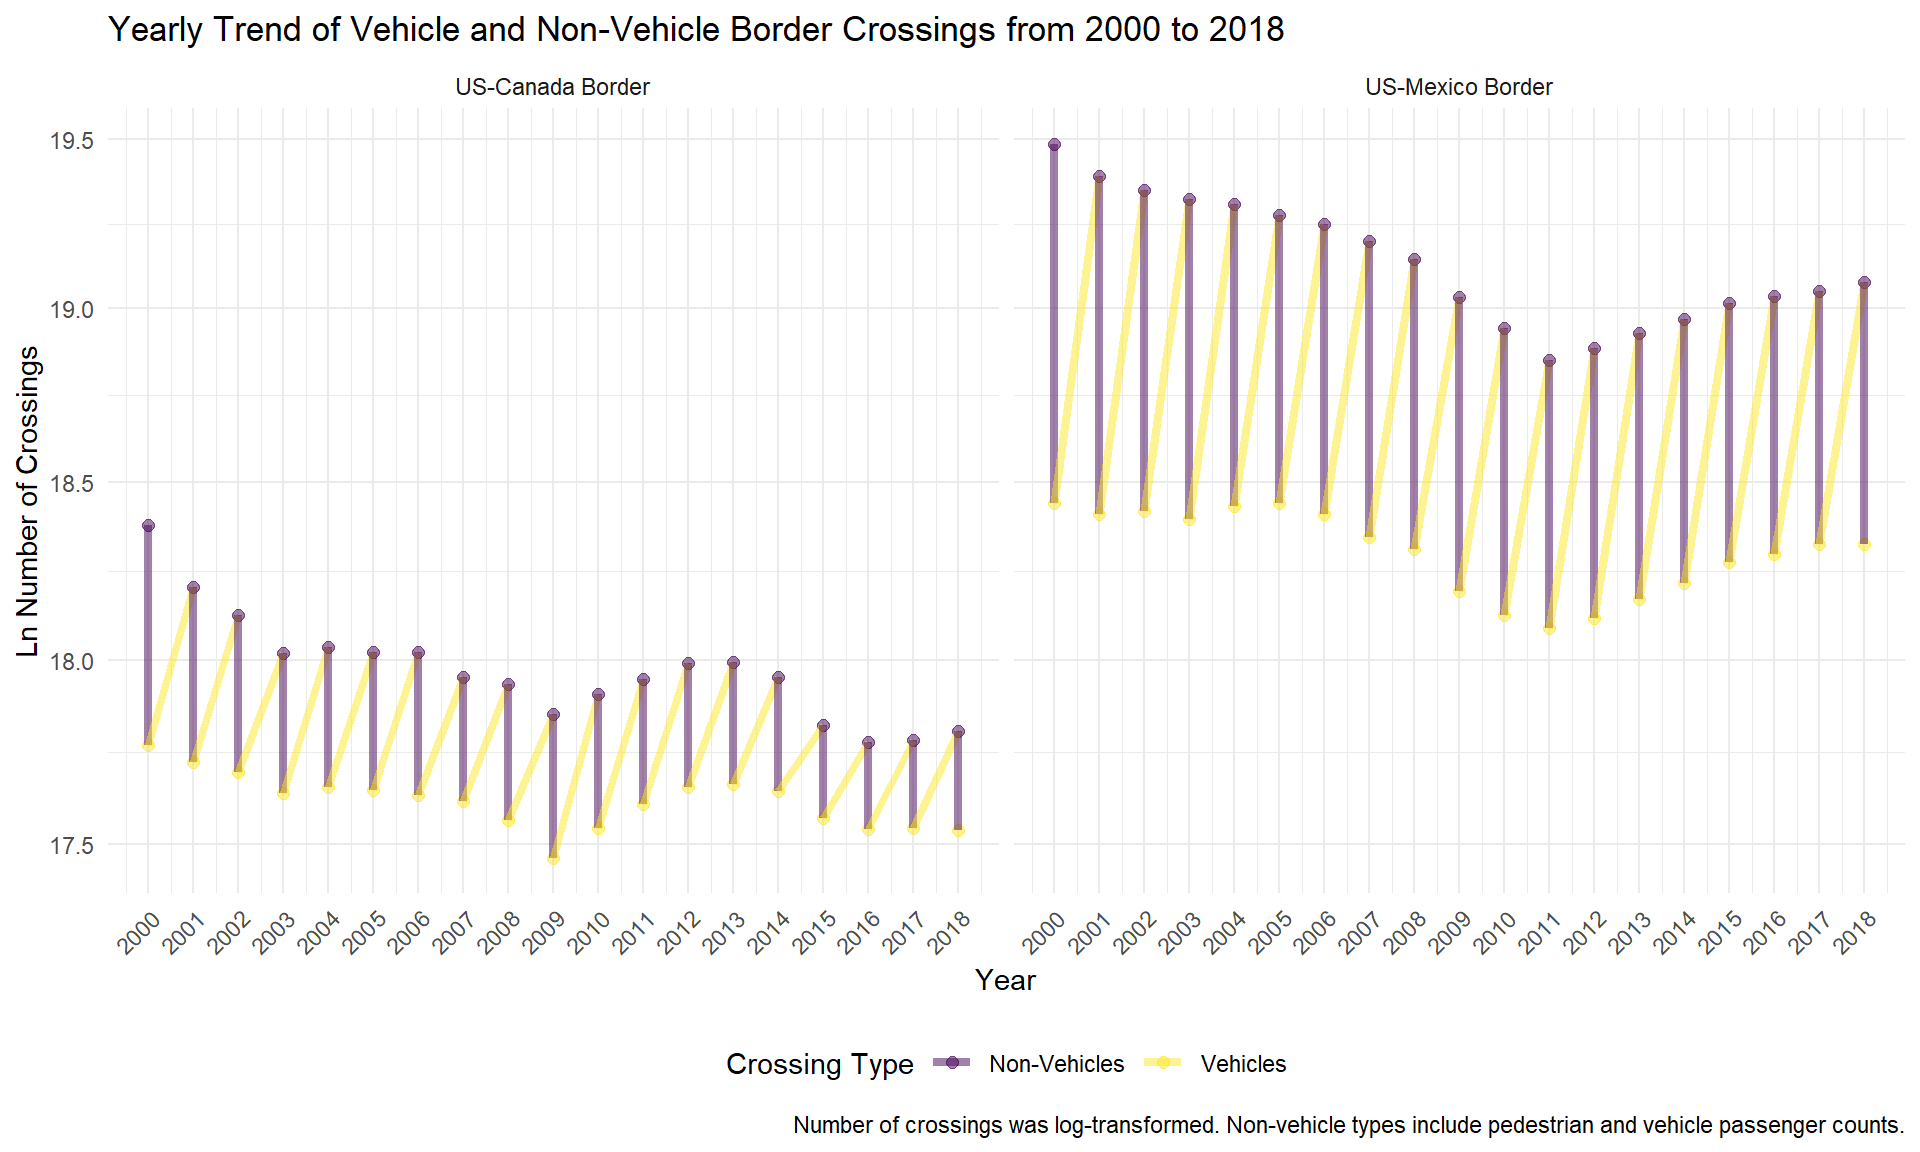 Yearly Trend of Vehicle and Non-Vehicle Border Crossings from 2000 to 2018
US-Canada Border
US-Mexico Border
Ln Number of Crossings
19.5
19.0
18.5
18.0
17.5
2000 2001 2002 2003 2004 2005 2006 2007 2008 2009 2010 2011 2012 2013 2014 2015 2016 2017 2018
2000 2001 2002 2003 2004 2005 2006 2007 2008 2009 2010 2011 2012 2013 2014 2015 2016 2017 2018
Year
Crossing Type Non-Vehicles Vehicles
Number of crossings was log-transformed. Non-vehicle types include pedestrian and vehicle passenger counts.